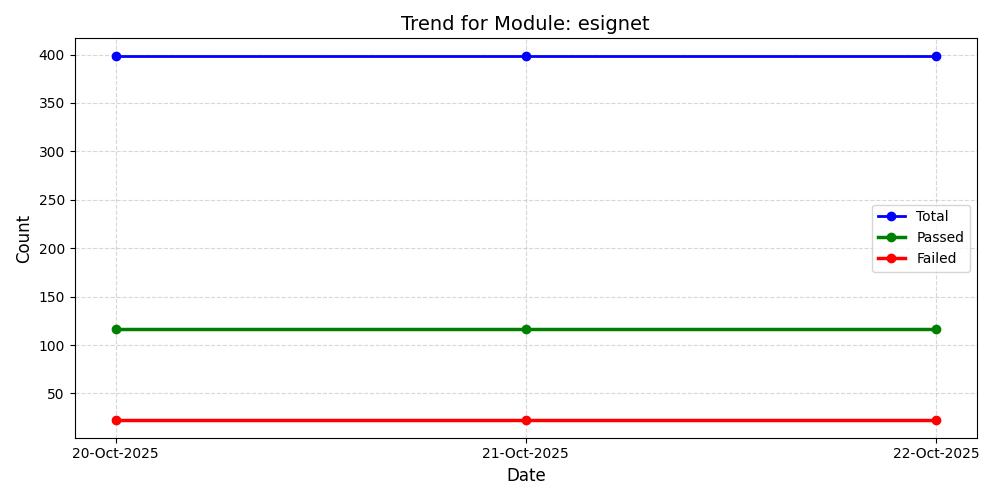 Trend for Module: esignet
400
350
300
250
200
150
100
50
Count
Total
Passed
Failed
20-Oct-2025
21-Oct-2025
22-Oct-2025
Date